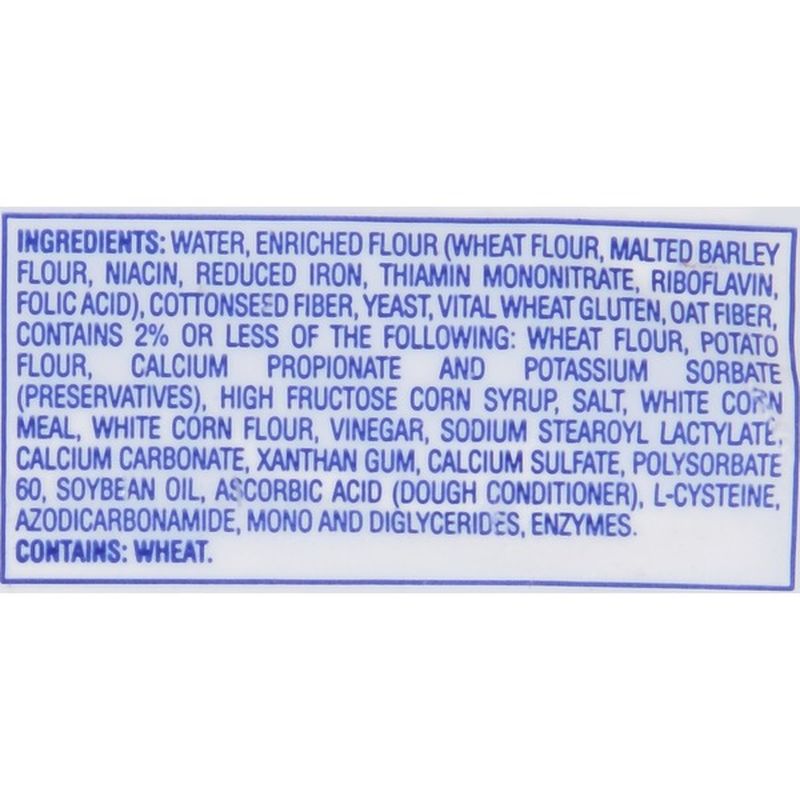 INGREDIENTS: WATER, ENRICHED FLOUR (WHEAT FLOUR, MALTED BARLEY
FLOUR, NIACIN, REDUCED IRON, THIAMIN MONONITRATE, RIBOFLAVIN,
FOLIC ACID), COTTONSEED FIBER, YEAST, VITAL WHEAT GLUTEN, OAT FIBER,
CONTAINS 2% OR LESS OF THE FOLLOWING: WHEAT FLOUR, POTATO
FLOUR, CALCIUM PROPIONATE AND POTASSIUM SORBATE
(PRESERVATIVES), HIGH FRUCTOSE CORN SYRUP, SALT, WHITE CORN
MEAL, WHITE CORN FLOUR, VINEGAR, SODIUM STEAROYL LACTYLATE,
CALCIUM CARBONATE, XANTHAN GUM, CALCIUM SULFATE, POLYSORBATE
60, SOYBEAN OIL, ASCORBIC ACID (DOUGH CONDITIONER), L-CYSTEINE,
AZODICARBONAMIDE, MONO AND DIGLYCERIDES, ENZYMES.
CONTAINS: WHEAT.